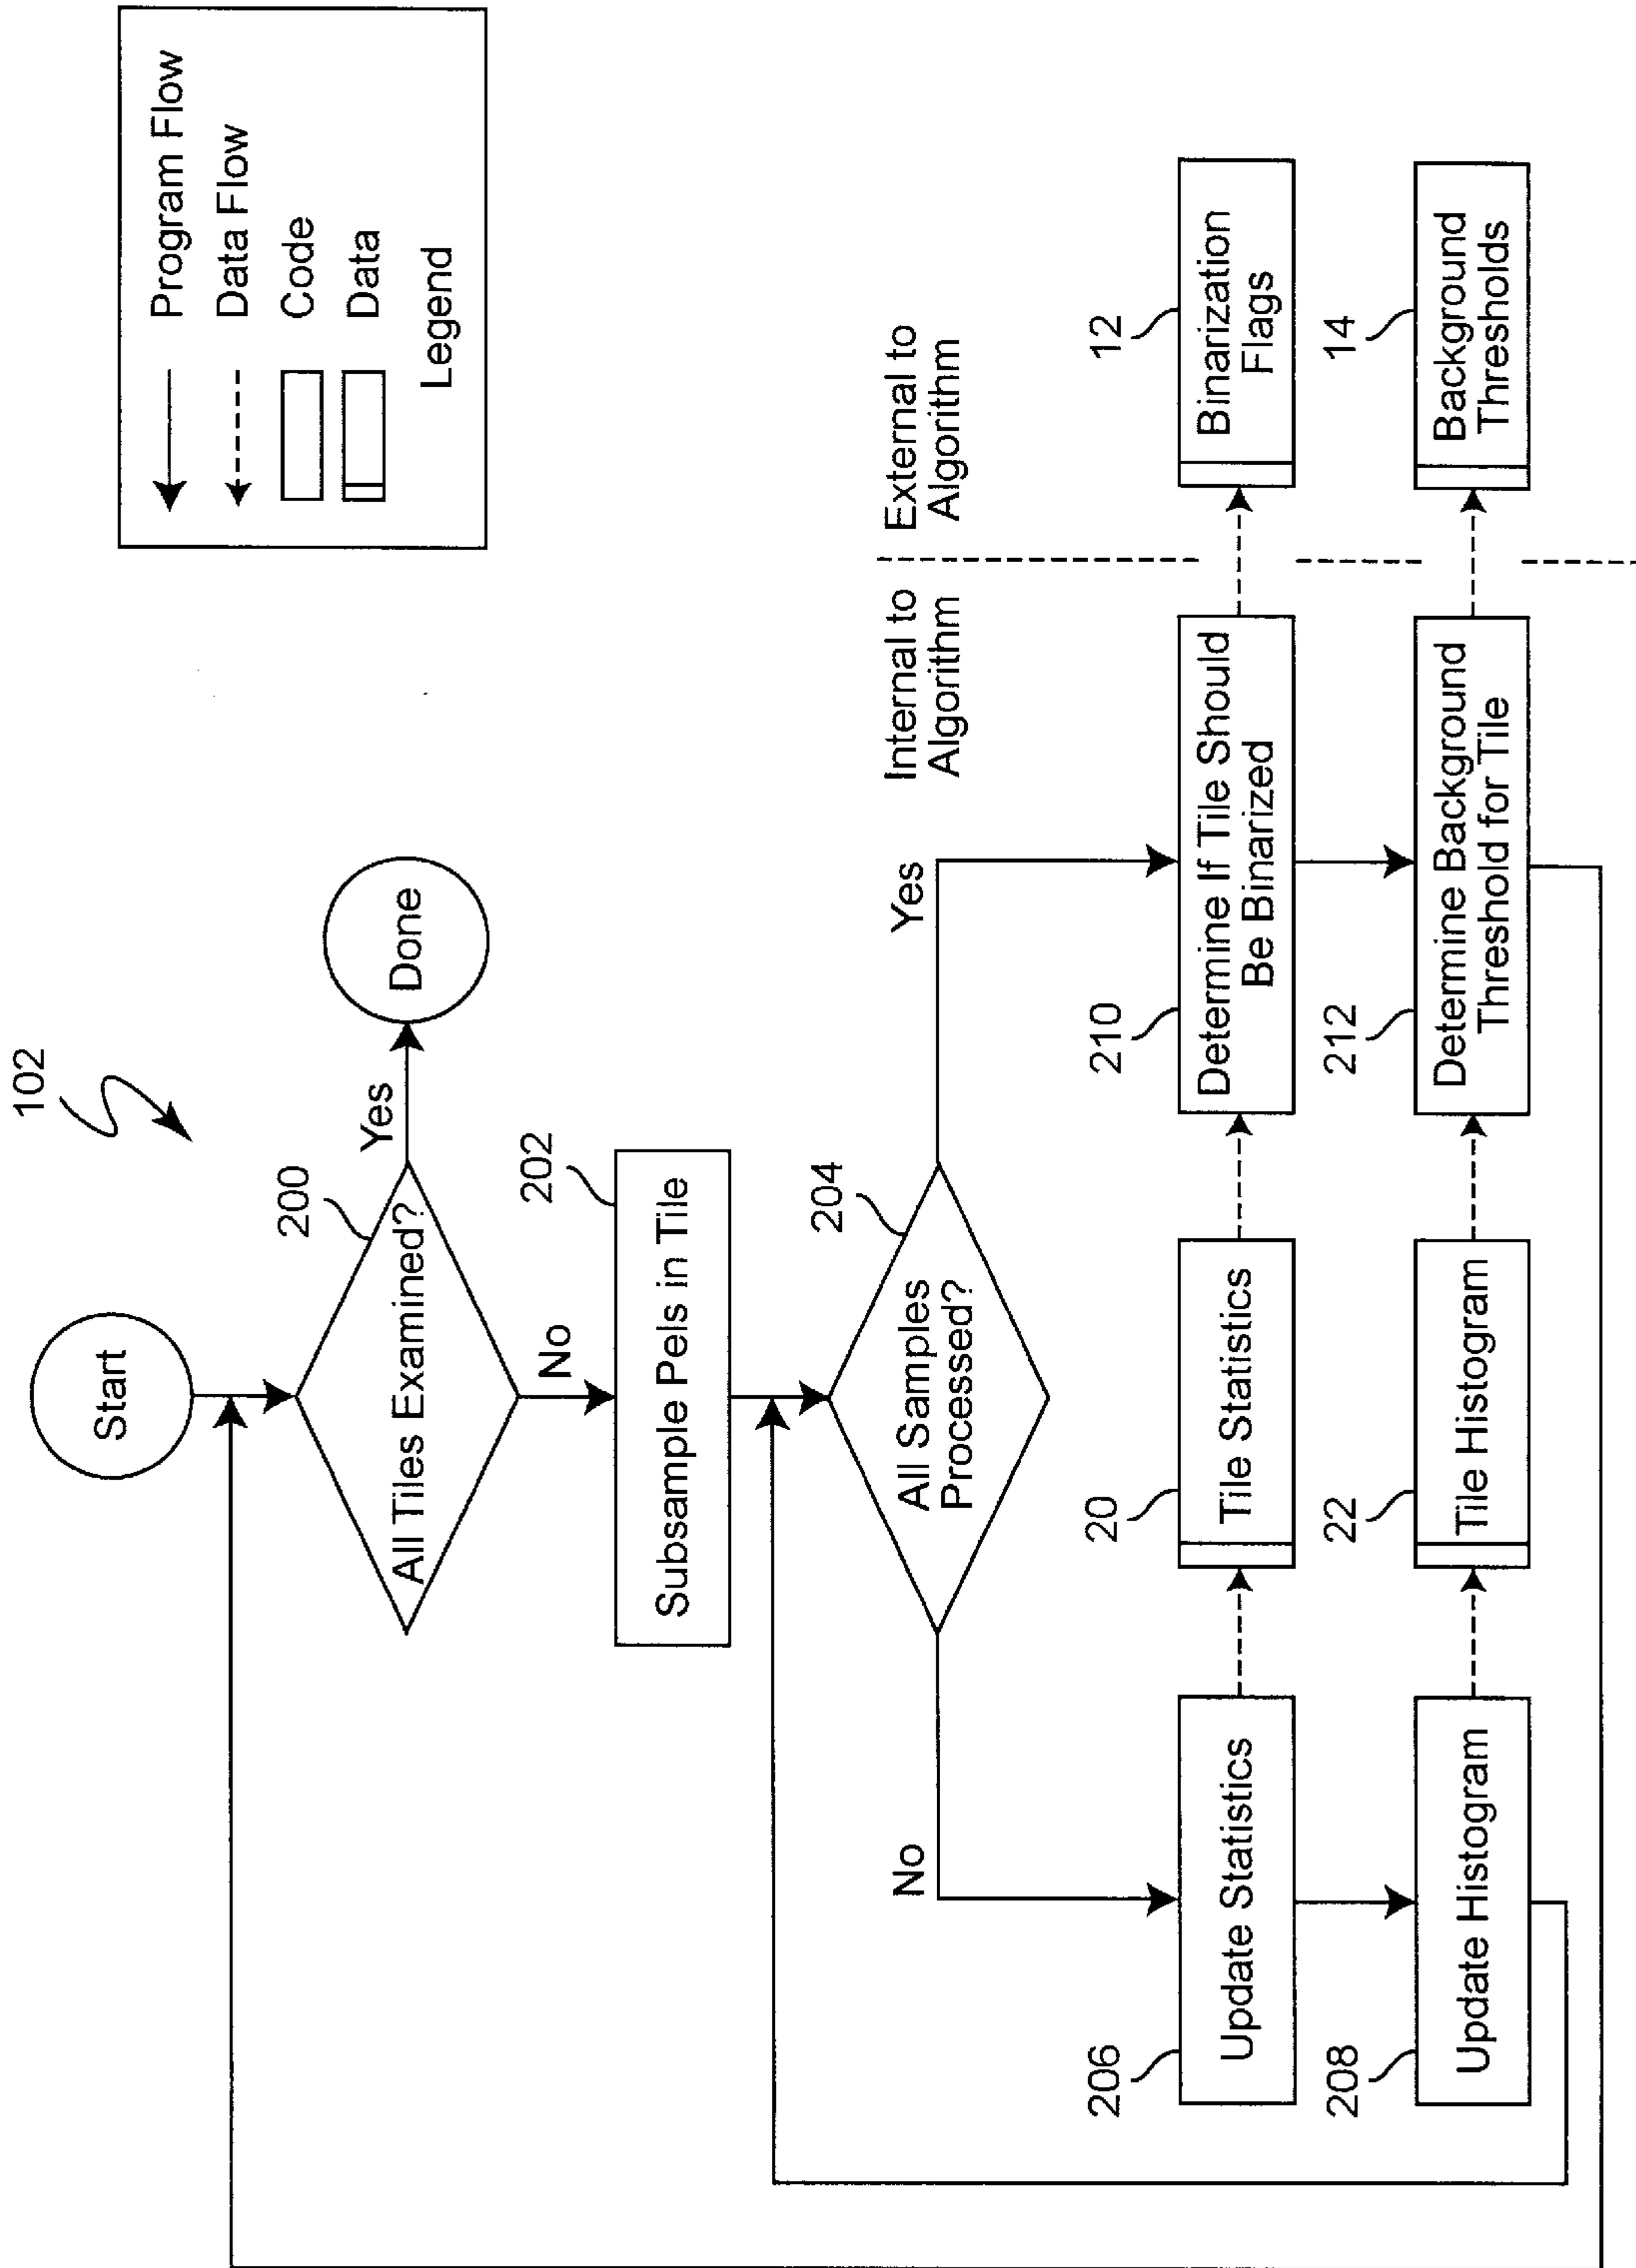 102
Start
200
All Tiles Examined?
Yes
Done
No
202
Subsample Pels in Tile
204
All Samples
Processed?
No
Yes
206
Update Statistics
20
Tile Statistics
210
Determine If Tile Should
Be Binarized
12
Binarization
Flags
208
Update Histogram
22
Tile Histogram
212
Determine Background
Threshold for Tile
14
Background
Thresholds
Internal to
Algorithm
External to
Algorithm
Program Flow
Data Flow
Code
Data
Legend